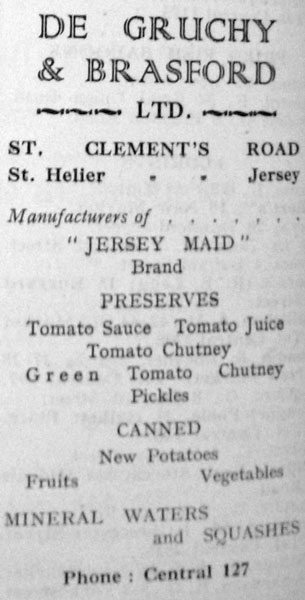 DE GRUCHY
& BRASFORD
LTD.
ST. CLEMENT'S ROAD
St. Helier " " Jersey
Manufacturers of . . . . . . .
"JERSEY MAID"
Brand
PRESERVES
Tomato Sauce Tomato Juice
Tomato Chutney
Green Tomato Chutney
Pickles
CANNED
New Potatoes
Fruits Vegetables
MINERAL WATERS
and SQUASHES
Phone : Central 127